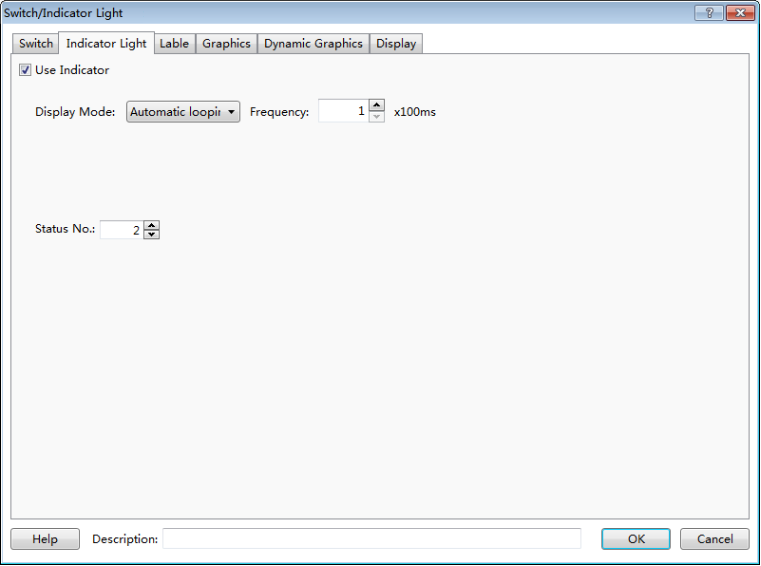 Switch/Indicator Light
Switch Indicator Light Lable Graphics Dynamic Graphics Display
Use Indicator
Display Mode: Automatic loopin Frequency: 1 x100ms
Status No.: 2
Help Description: OK Cancel